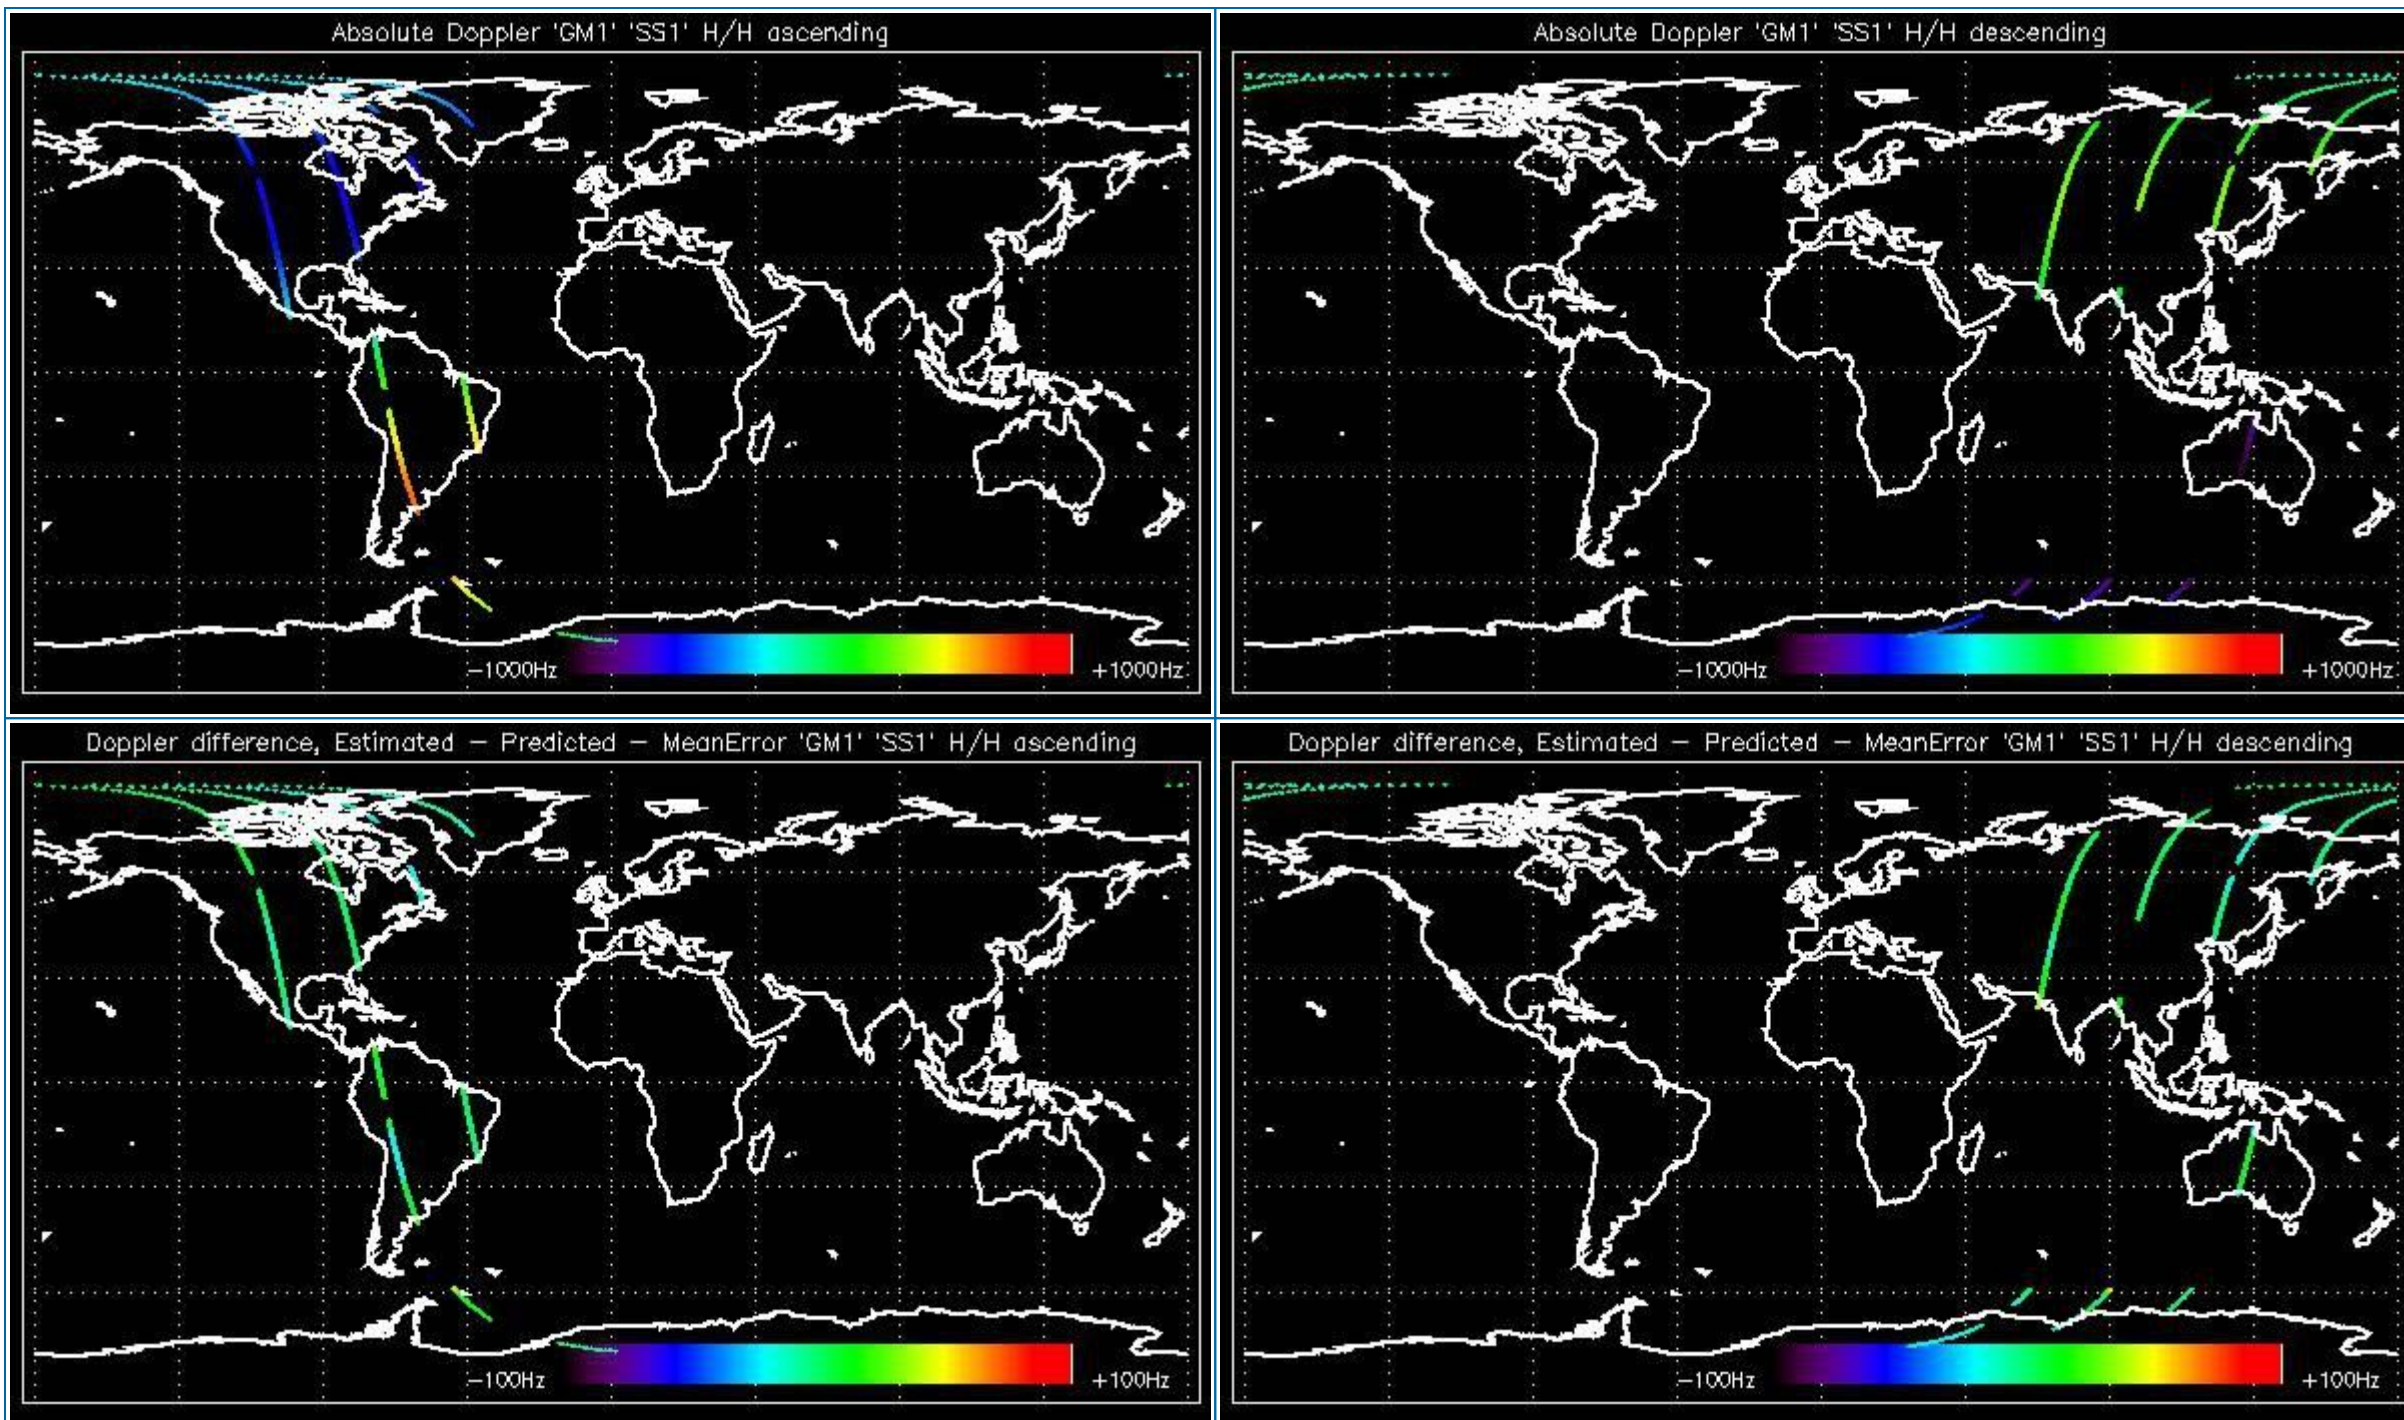 Absolute Doppler 'GM1' 'SS1' H/H ascending
−1000Hz
+1000Hz
Absolute Doppler 'GM1' 'SS1' H/H descending
−1000Hz
+1000Hz
Doppler difference, Estimated − Predicted − MeanError 'GM1' 'SS1' H/H ascending
−100Hz
+100Hz
Doppler difference, Estimated − Predicted − MeanError 'GM1' 'SS1' H/H descending
−100Hz
+100Hz